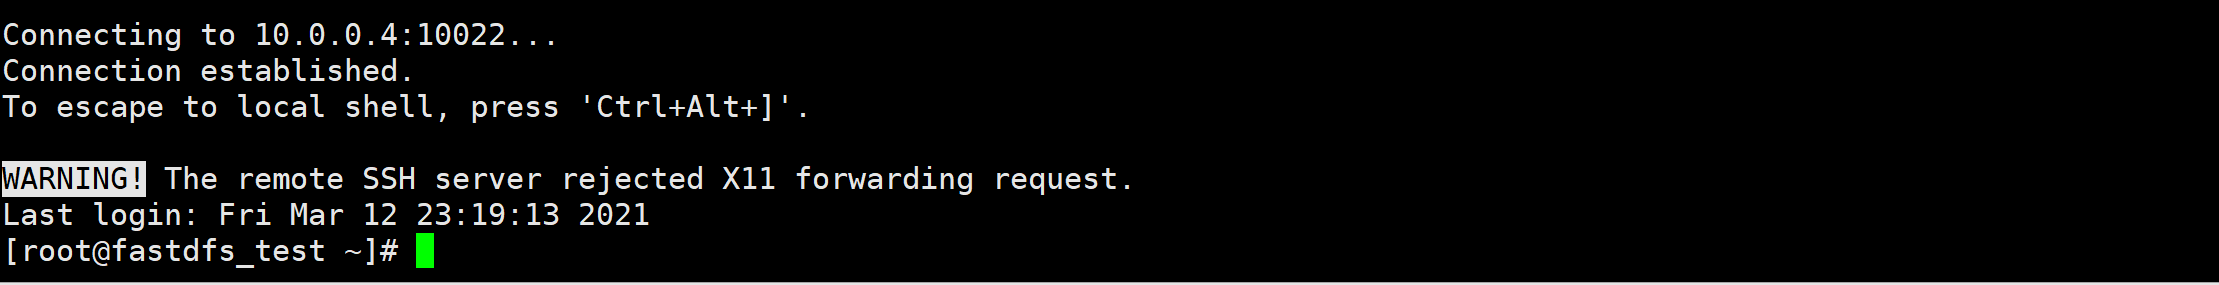 Connecting to 10.0.0.4:10022...
Connection established.
To escape to local shell, press 'Ctrl+Alt+]'.
WARNING! The remote SSH server rejected X11 forwarding request.
Last login: Fri Mar 12 23:19:13 2021
[root@fastdfs_test ~]#